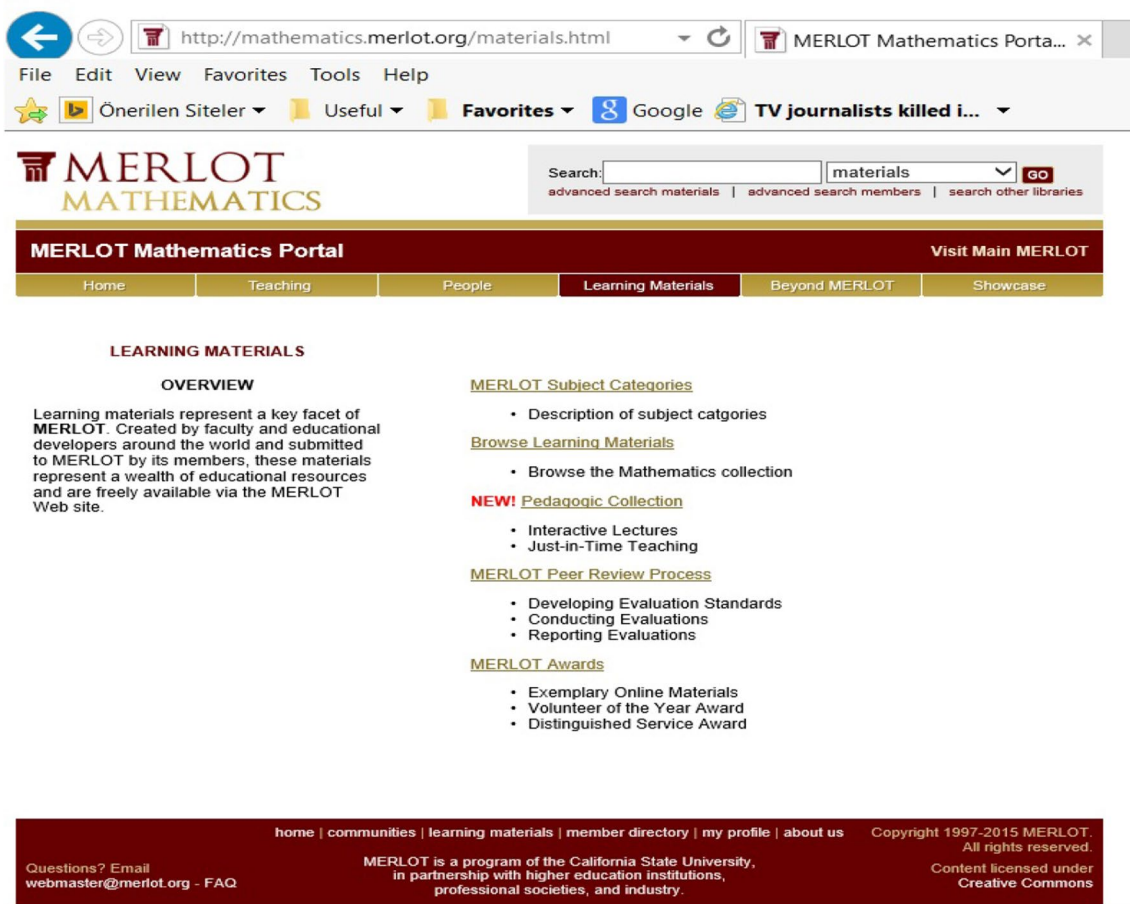 http://mathematics.merlot.org/materials.html
MERLOT Mathematics Porta...
File Edit View Favorites Tools Help
Önerilen Siteler Useful Favorites Google TV journalists killed i...
MERLOT
MATHEMATICS
Search: materials GO
advanced search materials | advanced search members | search other libraries
MERLOT Mathematics Portal
Visit Main MERLOT
Home Teaching People Learning Materials Beyond MERLOT Showcase
LEARNING MATERIALS
OVERVIEW
Learning materials represent a key facet of
MERLOT. Created by faculty and educational
developers around the world and submitted
to MERLOT by its members, these materials
represent a wealth of educational resources
and are freely available via the MERLOT
Web site.
MERLOT Subject Categories
• Description of subject catgories
Browse Learning Materials
• Browse the Mathematics collection
NEW! Pedagogic Collection
• Interactive Lectures
• Just-in-Time Teaching
MERLOT Peer Review Process
• Developing Evaluation Standards
• Conducting Evaluations
• Reporting Evaluations
MERLOT Awards
• Exemplary Online Materials
• Volunteer of the Year Award
• Distinguished Service Award
home | communities | learning materials | member directory | my profile | about us
Questions? Email
webmaster@merlot.org - FAQ
MERLOT is a program of the California State University,
in partnership with higher education institutions,
professional societies, and industry.
Copyright 1997-2015 MERLOT.
All rights reserved.
Content licensed under
Creative Commons